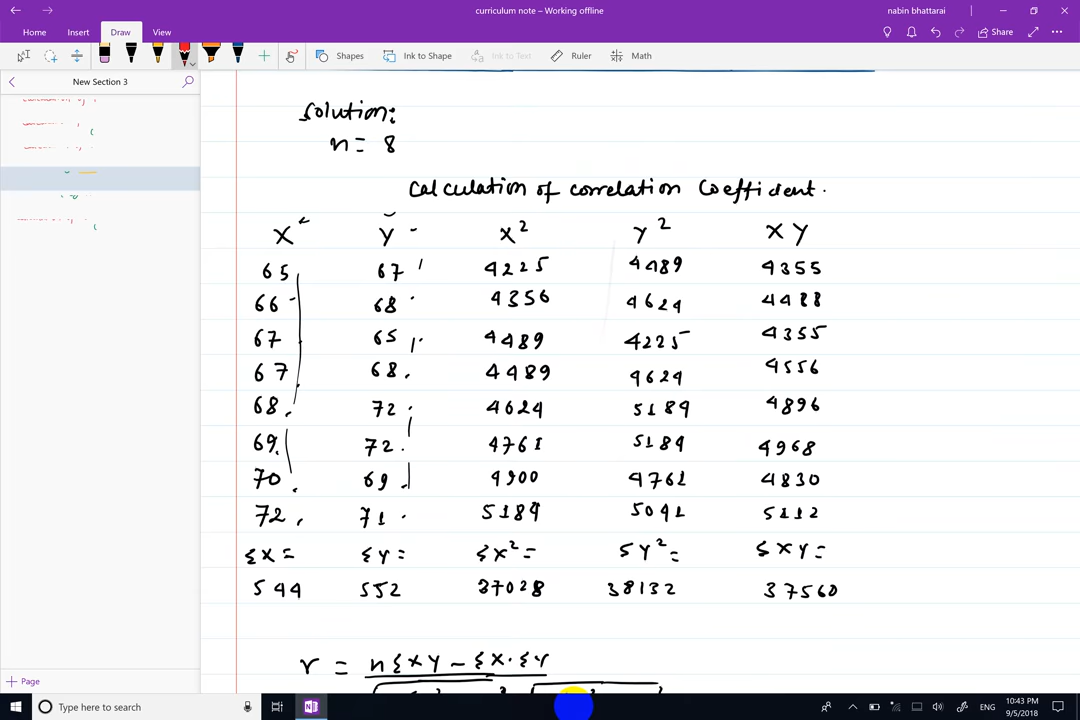 curriculum note – Working offline
nabin bhattarai
Home Insert Draw View
Share
Shapes Ink to Shape Ink to Text Ruler Math
New Section 3
Solution:
n = 8
Calculation of correlation Coefficient.
X Y X² Y² XY
65 67 4225 4489 4355
66 68 4356 4624 4488
67 65 4489 4225 4355
67 68 4489 4624 4556
68 72 4624 5184 4896
69 72 4761 5184 4968
70 69 4900 4761 4830
72 71 5184 5041 5112
ΣX = ΣY = ΣX² = ΣY² = ΣXY =
544 552 37028 38132 37560
r = nΣXY – ΣX·ΣY
+ Page
Type here to search
ENG
10:43 PM
9/5/2018